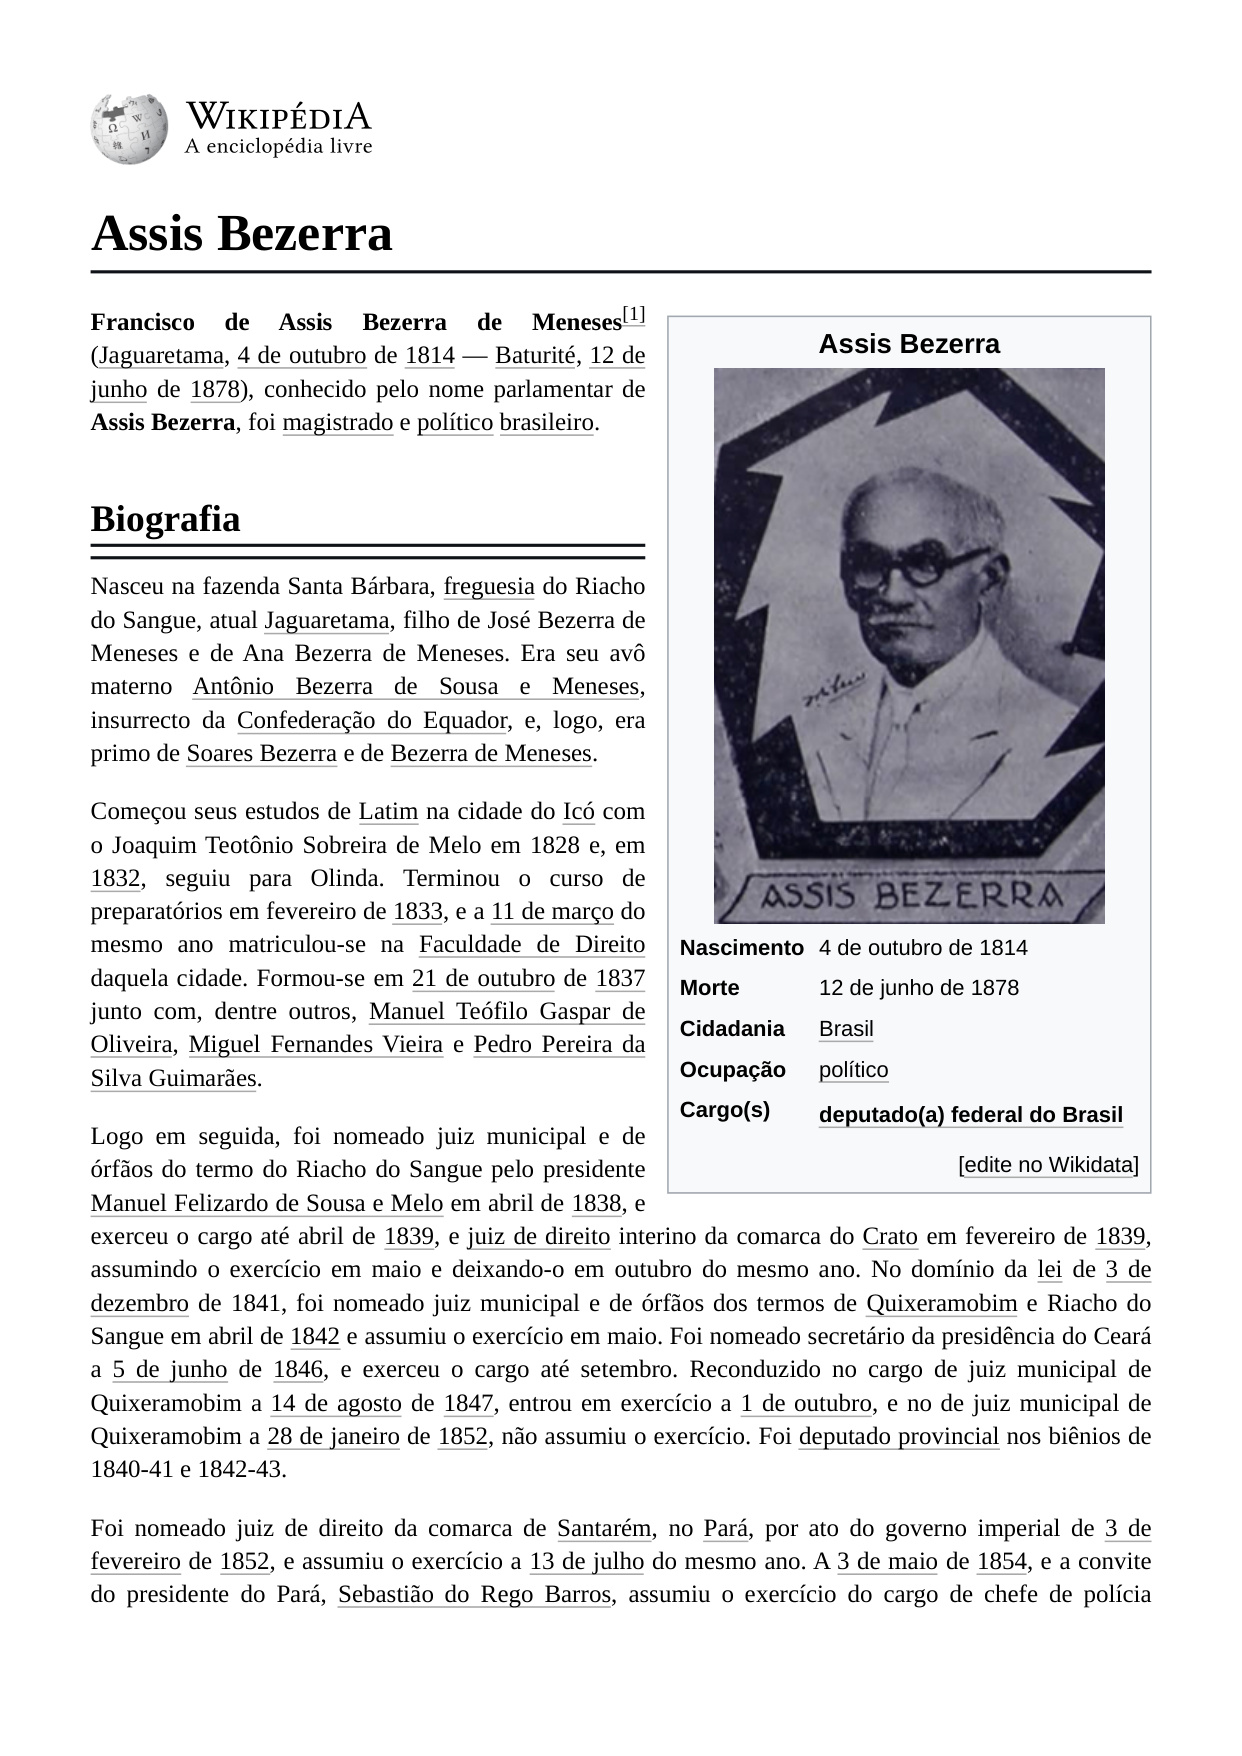 WIKIPÉDIA
A enciclopédia livre
Assis Bezerra
Francisco de Assis Bezerra de Meneses[1]
(Jaguaretama, 4 de outubro de 1814 — Baturité, 12 de
junho de 1878), conhecido pelo nome parlamentar de
Assis Bezerra, foi magistrado e político brasileiro.
Biografia
Nasceu na fazenda Santa Bárbara, freguesia do Riacho
do Sangue, atual Jaguaretama, filho de José Bezerra de
Meneses e de Ana Bezerra de Meneses. Era seu avô
materno Antônio Bezerra de Sousa e Meneses,
insurrecto da Confederação do Equador, e, logo, era
primo de Soares Bezerra e de Bezerra de Meneses.
Começou seus estudos de Latim na cidade do Icó com
o Joaquim Teotônio Sobreira de Melo em 1828 e, em
1832, seguiu para Olinda. Terminou o curso de
preparatórios em fevereiro de 1833, e a 11 de março do
mesmo ano matriculou-se na Faculdade de Direito
daquela cidade. Formou-se em 21 de outubro de 1837
junto com, dentre outros, Manuel Teófilo Gaspar de
Oliveira, Miguel Fernandes Vieira e Pedro Pereira da
Silva Guimarães.
Logo em seguida, foi nomeado juiz municipal e de
órfãos do termo do Riacho do Sangue pelo presidente
Manuel Felizardo de Sousa e Melo em abril de 1838, e
exerceu o cargo até abril de 1839, e juiz de direito interino da comarca do Crato em fevereiro de 1839,
assumindo o exercício em maio e deixando-o em outubro do mesmo ano. No domínio da lei de 3 de
dezembro de 1841, foi nomeado juiz municipal e de órfãos dos termos de Quixeramobim e Riacho do
Sangue em abril de 1842 e assumiu o exercício em maio. Foi nomeado secretário da presidência do Ceará
a 5 de junho de 1846, e exerceu o cargo até setembro. Reconduzido no cargo de juiz municipal de
Quixeramobim a 14 de agosto de 1847, entrou em exercício a 1 de outubro, e no de juiz municipal de
Quixeramobim a 28 de janeiro de 1852, não assumiu o exercício. Foi deputado provincial nos biênios de
1840-41 e 1842-43.
Foi nomeado juiz de direito da comarca de Santarém, no Pará, por ato do governo imperial de 3 de
fevereiro de 1852, e assumiu o exercício a 13 de julho do mesmo ano. A 3 de maio de 1854, e a convite
do presidente do Pará, Sebastião do Rego Barros, assumiu o exercício do cargo de chefe de polícia
Assis Bezerra
ASSIS BEZERRA
Nascimento 4 de outubro de 1814
Morte 12 de junho de 1878
Cidadania Brasil
Ocupação político
Cargo(s) deputado(a) federal do Brasil
[edite no Wikidata]